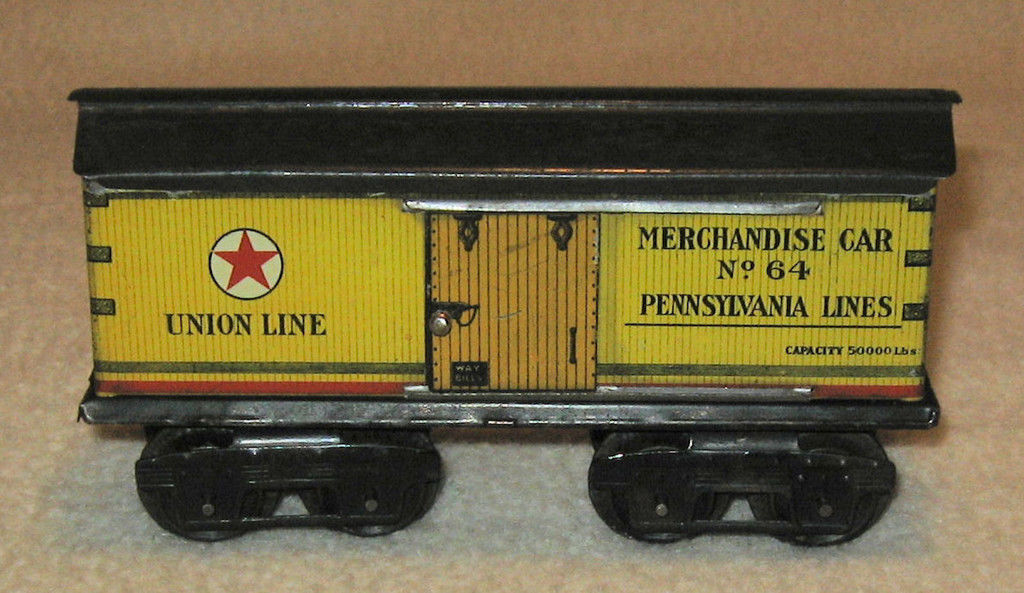 UNION LINE
WAY
BILLS
MERCHANDISE CAR
Nº 64
PENNSYLVANIA LINES
CAPACITY 50000 Lbs